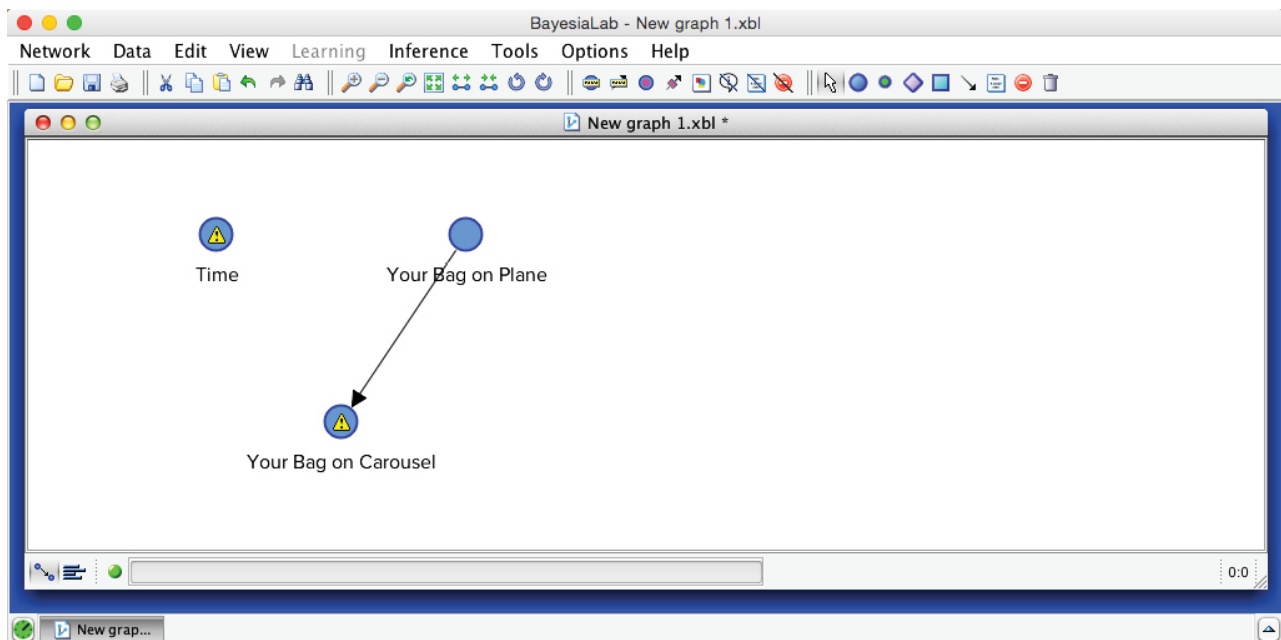 BayesiaLab - New graph 1.xbl
Network Data Edit View Learning Inference Tools Options Help
New graph 1.xbl *
Time
Your Bag on Plane
Your Bag on Carousel
0:0
New grap...